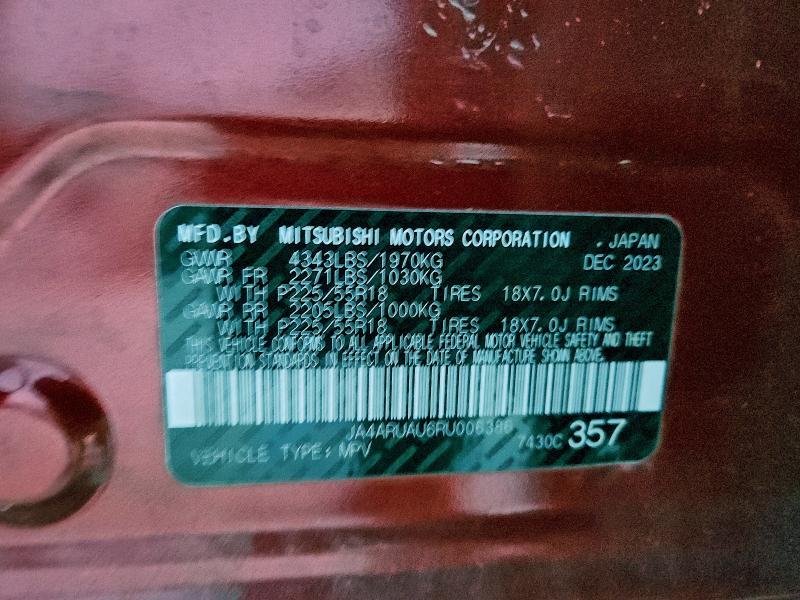 MFD.BY MITSUBISHI MOTORS CORPORATION .JAPAN
GVWR 4343LBS/1970KG DEC 2023
GAWR FR 2271LBS/1030KG
WITH P225/55R18 TIRES 18X7.0J RIMS
GAWR RR 2205LBS/1000KG
WITH P225/55R18 TIRES 18X7.0J RIMS
THIS VEHICLE CONFORMS TO ALL APPLICABLE FEDERAL MOTOR VEHICLE SAFETY AND THEFT
PREVENTION STANDARDS IN EFFECT ON THE DATE OF MANUFACTURE SHOWN ABOVE.
JA4ARUAU6RU006386
7430C 357
VEHICLE TYPE: MPV